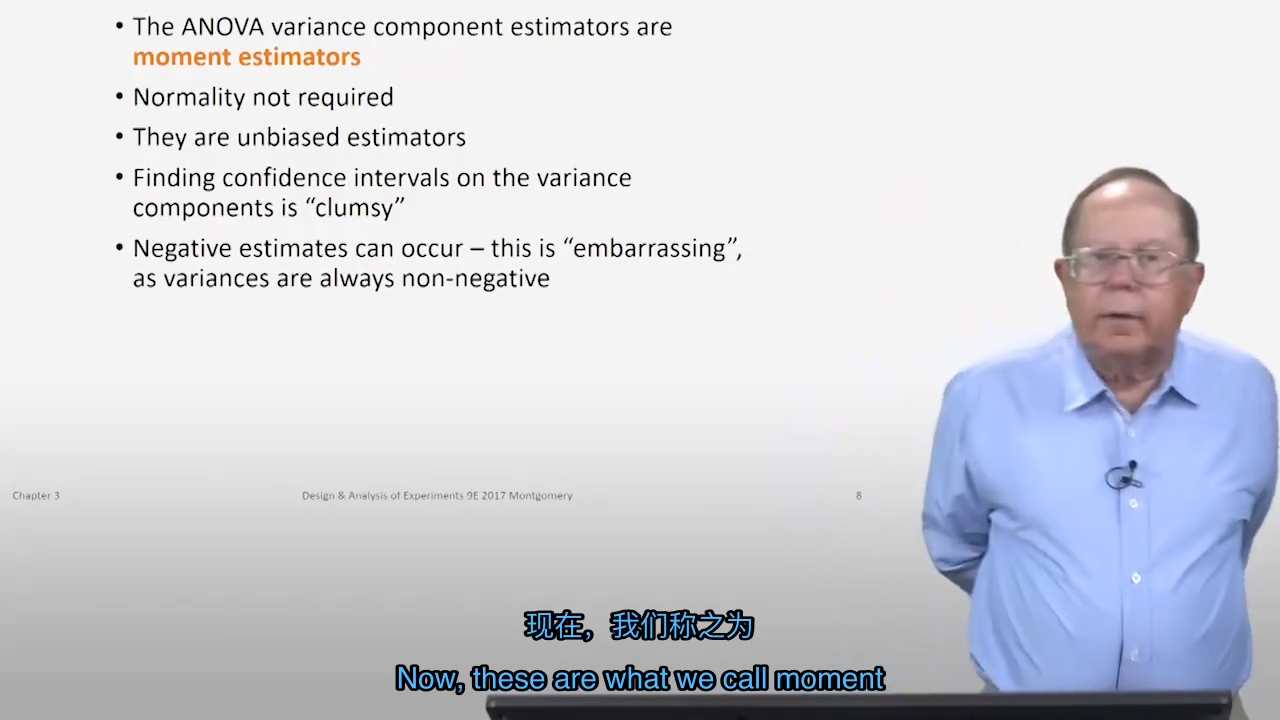 • The ANOVA variance component estimators are
moment estimators
• Normality not required
• They are unbiased estimators
• Finding confidence intervals on the variance
components is “clumsy”
• Negative estimates can occur – this is “embarrassing”,
as variances are always non-negative
Chapter 3
Design & Analysis of Experiments 9E 2017 Montgomery
8
现在，我们称之为
Now, these are what we call moment